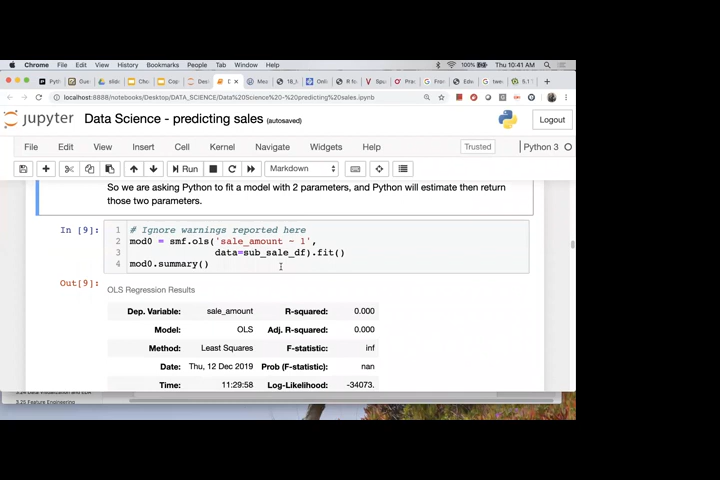 Chrome File Edit View History Bookmarks People Tab Window Help 100% Thu 10:41 AM
localhost:8888/notebooks/Desktop/DATA_SCIENCE/Data%20Science%20-%20predicting%20sales.ipynb
jupyter Data Science - predicting sales (autosaved) Logout
File Edit View Insert Cell Kernel Navigate Widgets Help Trusted Python 3
Run Markdown
So we are asking Python to fit a model with 2 parameters, and Python will estimate then return
those two parameters.
In [9]: 1 # Ignore warnings reported here
2 mod0 = smf.ols('sale_amount ~ 1',
3 data=sub_sale_df).fit()
4 mod0.summary()
Out[9]: OLS Regression Results
Dep. Variable: sale_amount R-squared: 0.000
Model: OLS Adj. R-squared: 0.000
Method: Least Squares F-statistic: inf
Date: Thu, 12 Dec 2019 Prob (F-statistic): nan
Time: 11:29:58 Log-Likelihood: -34073.
3.25 Feature Engineering